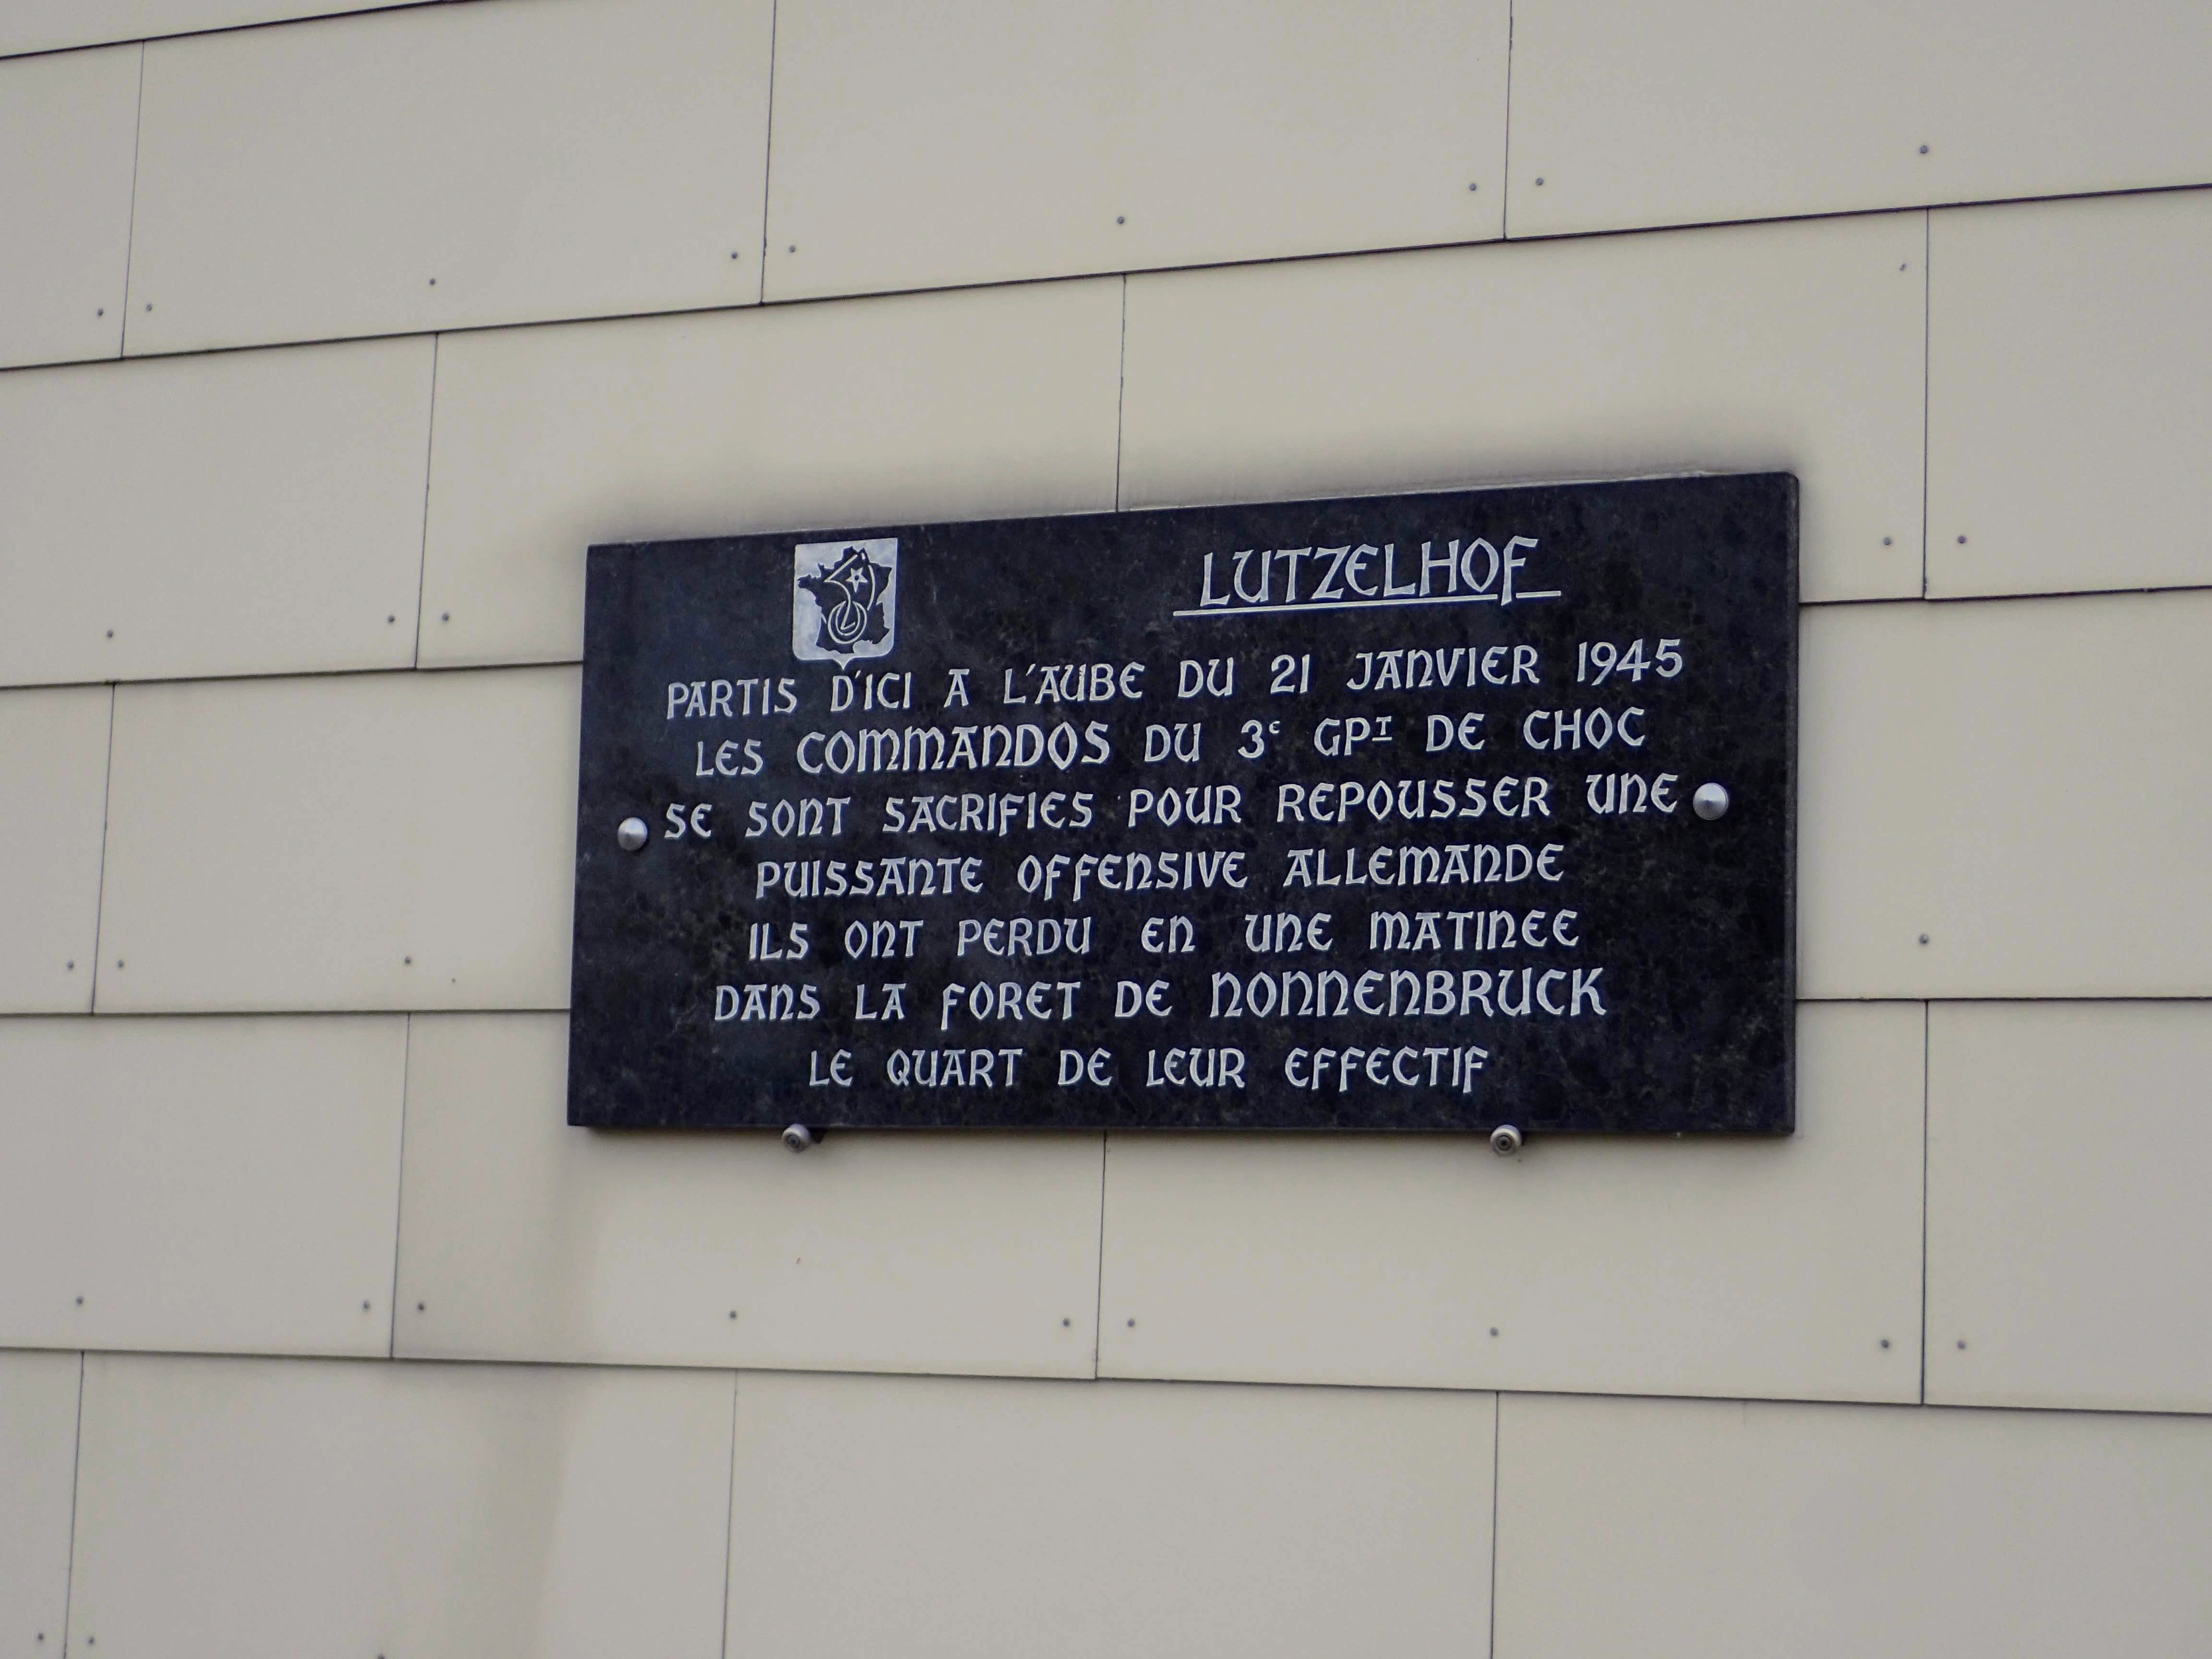 LUTZELHOF
PARTIS D'ICI A L'AUBE DU 21 JANVIER 1945
LES COMMANDOS DU 3e GPT DE CHOC
SE SONT SACRIFIES POUR REPOUSSER UNE
PUISSANTE OFFENSIVE ALLEMANDE
ILS ONT PERDU EN UNE MATINEE
DANS LA FORET DE NONNENBRUCK
LE QUART DE LEUR EFFECTIF